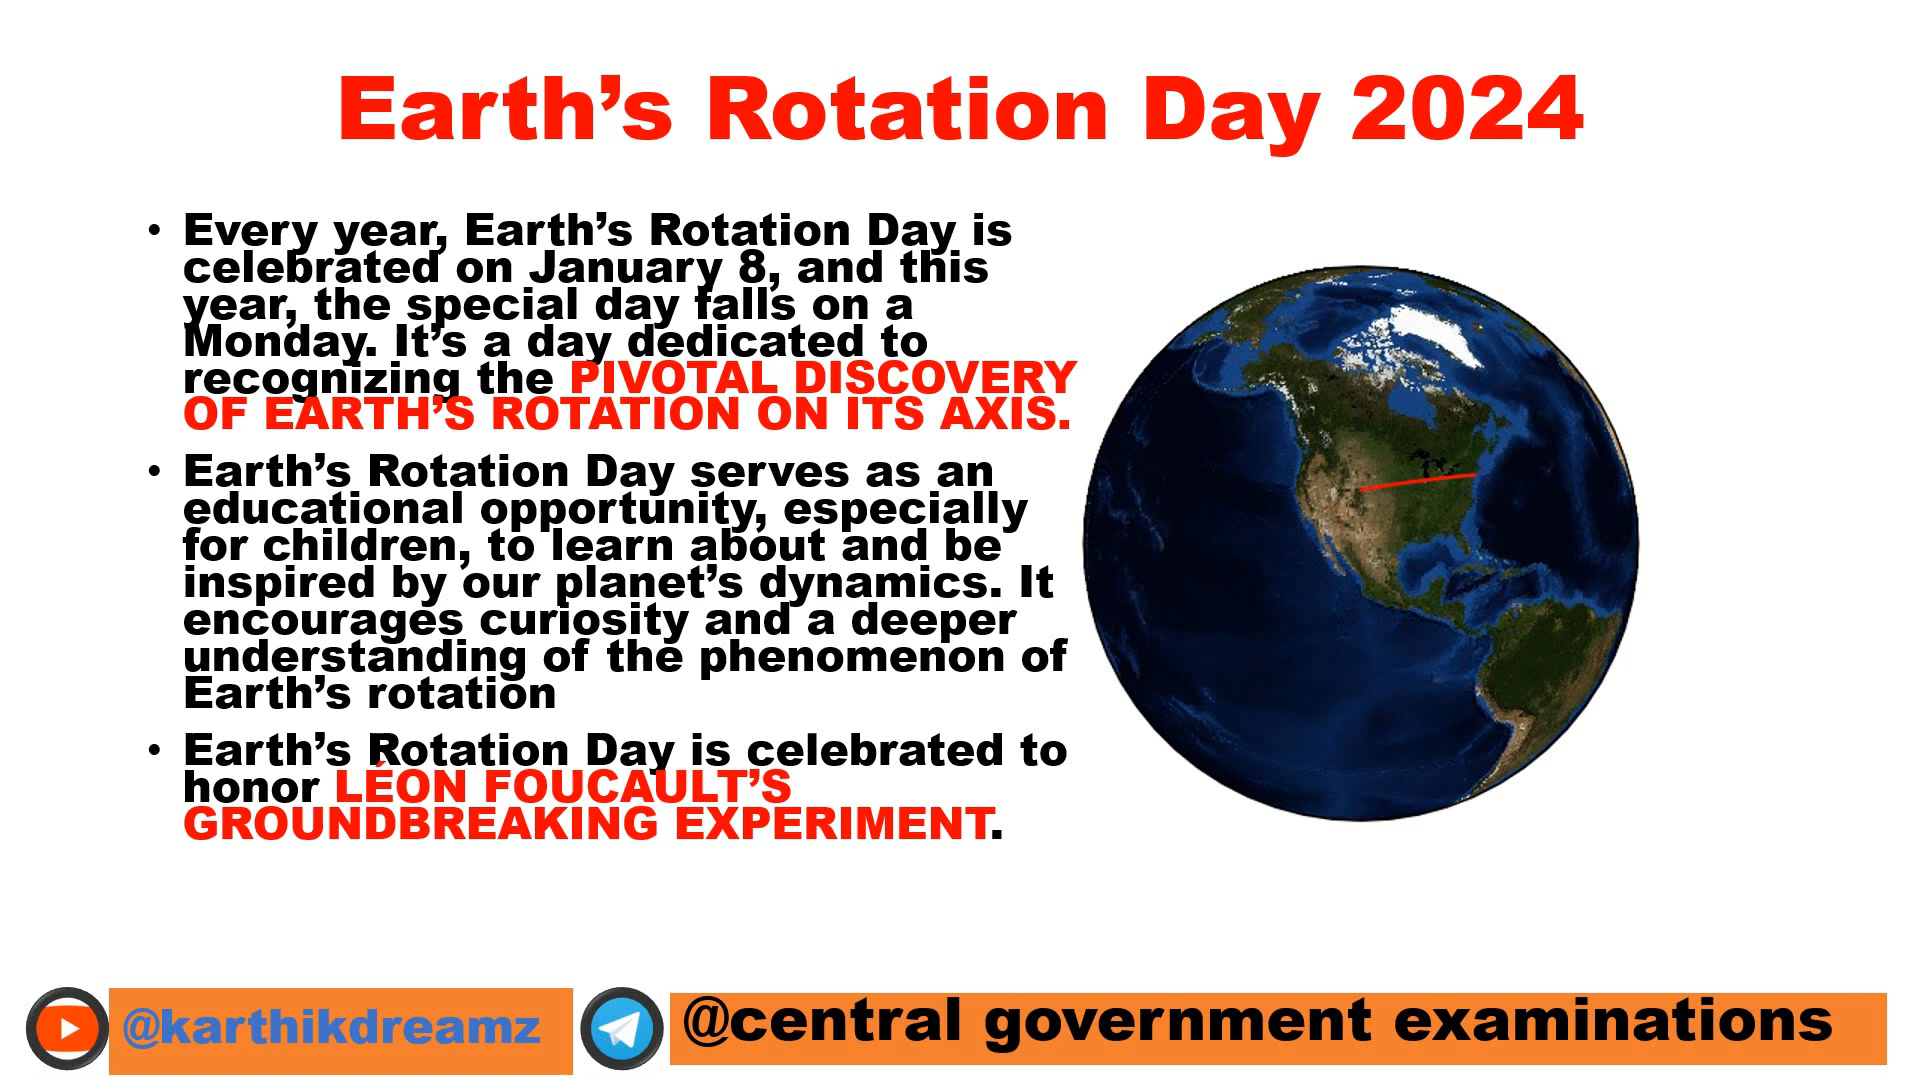 Earth’s Rotation Day 2024
• Every year, Earth’s Rotation Day is
celebrated on January 8, and this
year, the special day falls on a
Monday. It’s a day dedicated to
recognizing the PIVOTAL DISCOVERY
OF EARTH’S ROTATION ON ITS AXIS.
• Earth’s Rotation Day serves as an
educational opportunity, especially
for children, to learn about and be
inspired by our planet’s dynamics. It
encourages curiosity and a deeper
understanding of the phenomenon of
Earth’s rotation
• Earth’s Rotation Day is celebrated to
honor LÉON FOUCAULT’S
GROUNDBREAKING EXPERIMENT.
@karthikdreamz
@central government examinations